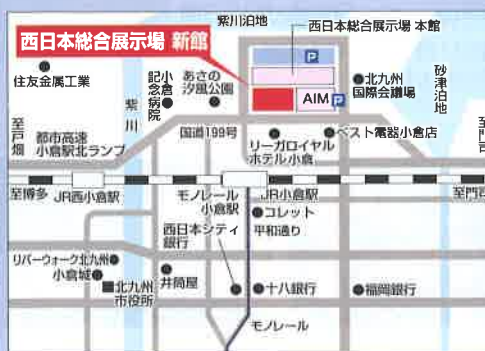 紫川泊地
西日本総合展示場 本館
西日本総合展示場 新館
P
住友金属工業
小倉
記念病院
あさの
汐風公園
北九州
国際会議場
砂津泊地
AIM
P
紫川
至戸畑
都市高速
小倉駅北ランプ
国道199号
リーガロイヤル
ホテル小倉
ベスト電器小倉店
至門司
至博多
JR西小倉駅
モノレール
小倉駅
JR小倉駅
至門司
コレット
平和通り
西日本シティ
銀行
リバーウォーク北九州
小倉城
北九州
市役所
井筒屋
十八銀行
福岡銀行
モノレール